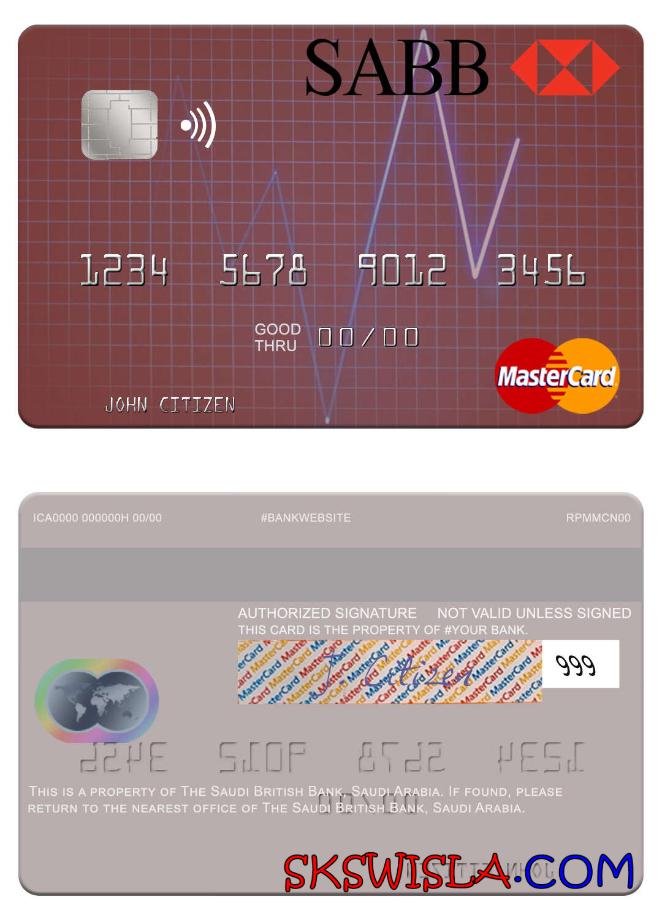 SABB
1234 5678 9012 3456
GOOD
THRU 00/00
MasterCard
JOHN CITIZEN
ICA0000 000000H 00/00 #BANKWEBSITE RPMMCN00
AUTHORIZED SIGNATURE NOT VALID UNLESS SIGNED
THIS CARD IS THE PROPERTY OF #YOUR BANK.
J. Citizen 999
THIS IS A PROPERTY OF THE SAUDI BRITISH BANK, SAUDI ARABIA. IF FOUND, PLEASE
RETURN TO THE NEAREST OFFICE OF THE SAUDI BRITISH BANK, SAUDI ARABIA.
SKSWISLA.COM